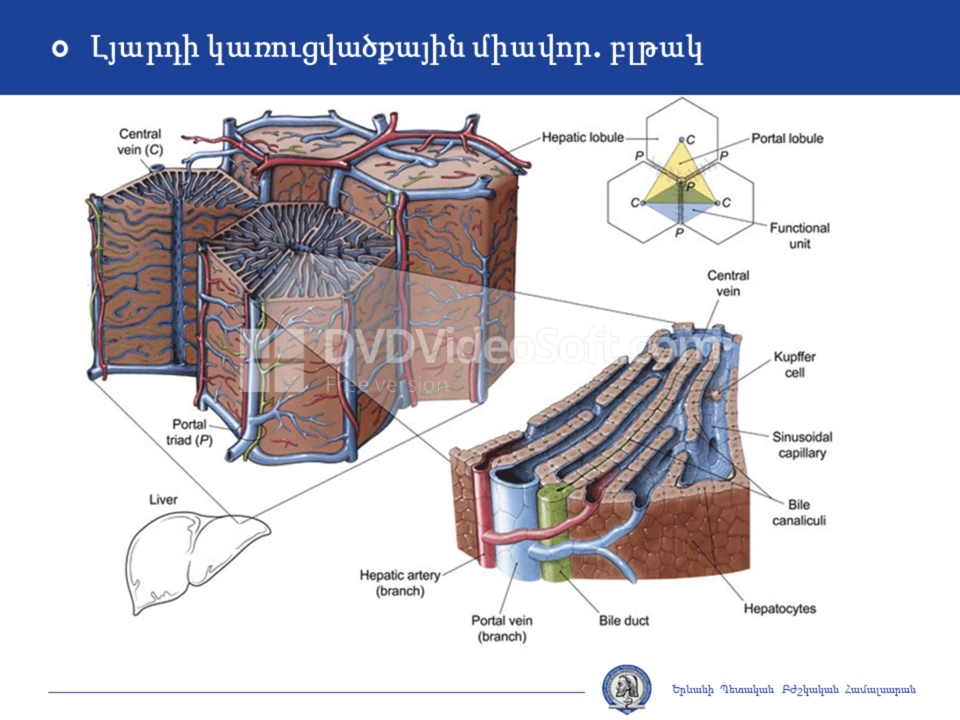 Լյարդի կառուցվածքային միավոր. բլթակ
Central
vein (C)
Hepatic lobule
C
Portal lobule
P
P
P
C
C
P
Functional
unit
Central
vein
DVDVideoSoft.com
Free version
Kupffer
cell
Portal
triad (P)
Sinusoidal
capillary
Liver
Bile
canaliculi
Hepatic artery
(branch)
Hepatocytes
Portal vein
(branch)
Bile duct
Երևանի Պետական Բժշկական Համալսարան